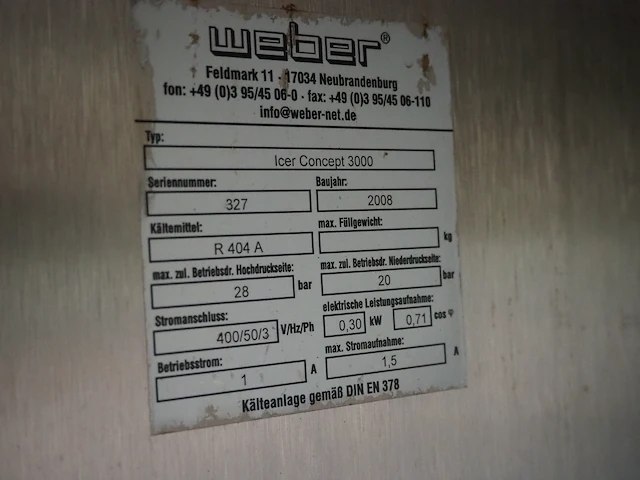 weber®
Feldmark 11 · 17034 Neubrandenburg
fon: +49 (0)3 95/45 06-0 · fax: +49 (0)3 95/45 06-110
info@weber-net.de
Typ:
Icer Concept 3000
Seriennummer: Baujahr:
327 2008
Kältemittel: max. Füllgewicht:
R 404 A kg
max. zul. Betriebsdr. Hochdruckseite: max. zul. Betriebsdr. Niederdruckseite:
28 bar 20 bar
Stromanschluss: elektrische Leistungsaufnahme:
400/50/3 V/Hz/Ph 0,30 kW 0,71 cos φ
Betriebsstrom: max. Stromaufnahme:
1 A 1,5 A
Kälteanlage gemäß DIN EN 378